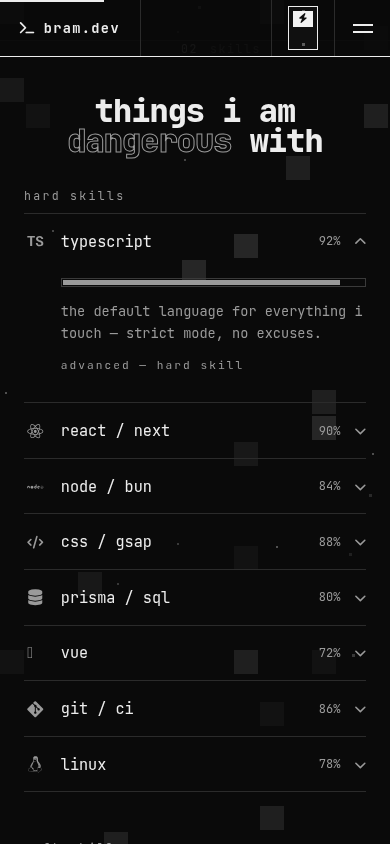 bram.dev
02 skills
things i am
dangerous with
hard skills
TS typescript 92%
the default language for everything i
touch — strict mode, no excuses.
advanced — hard skill
react / next 90%
node / bun 84%
css / gsap 88%
prisma / sql 80%
vue 72%
git / ci 86%
linux 78%